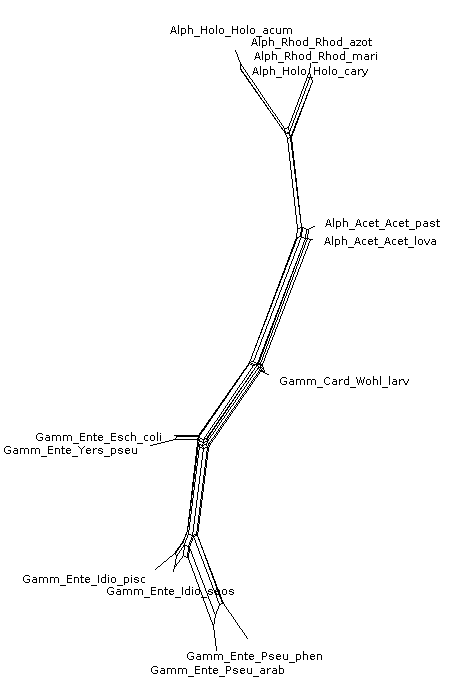 Alph_Holo_Holo_acum
Alph_Rhod_Rhod_azot
Alph_Rhod_Rhod_mari
Alph_Holo_Holo_cary
Alph_Acet_Acet_past
Alph_Acet_Acet_lova
Gamm_Card_Wohl_larv
Gamm_Ente_Esch_coli
Gamm_Ente_Yers_pseu
Gamm_Ente_Idio_pisc
Gamm_Ente_Idio_seos
Gamm_Ente_Pseu_phen
Gamm_Ente_Pseu_arab